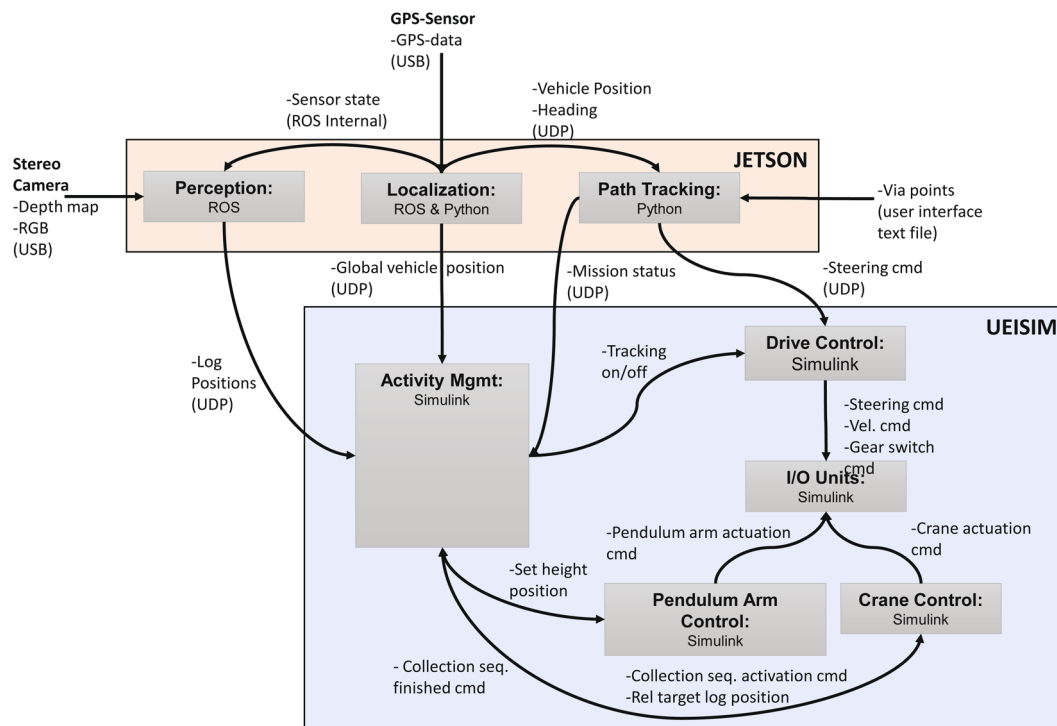 GPS-Sensor
-GPS-data
(USB)
-Sensor state
(ROS Internal)
-Vehicle Position
-Heading
(UDP)
JETSON
Stereo
Camera
-Depth map
-RGB
(USB)
Perception:
ROS
Localization:
ROS & Python
Path Tracking:
Python
-Via points
(user interface
text file)
-Global vehicle position
(UDP)
-Mission status
(UDP)
-Steering cmd
(UDP)
UEISIM
-Log
Positions
(UDP)
Activity Mgmt:
Simulink
-Tracking
on/off
Drive Control:
Simulink
-Steering cmd
-Vel. cmd
-Gear switch
cmd
I/O Units:
Simulink
-Pendulum arm actuation
cmd
-Crane actuation
cmd
-Set height
position
Pendulum Arm
Control:
Simulink
Crane Control:
Simulink
- Collection seq.
finished cmd
-Collection seq. activation cmd
-Rel target log position